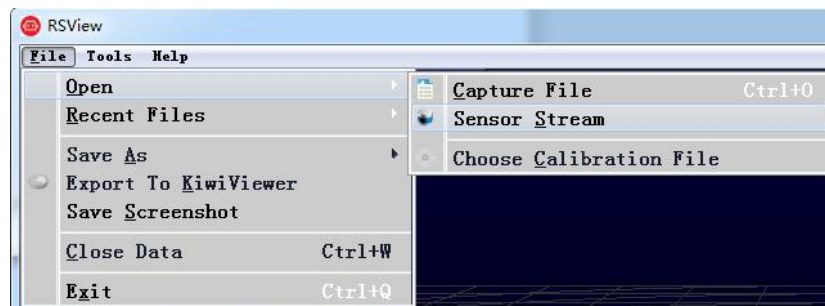 RSView
File Tools Help
Open
Recent Files
Save As
Export To KiwiViewer
Save Screenshot
Close Data Ctrl+W
Exit Ctrl+Q
Capture File Ctrl+O
Sensor Stream
Choose Calibration File